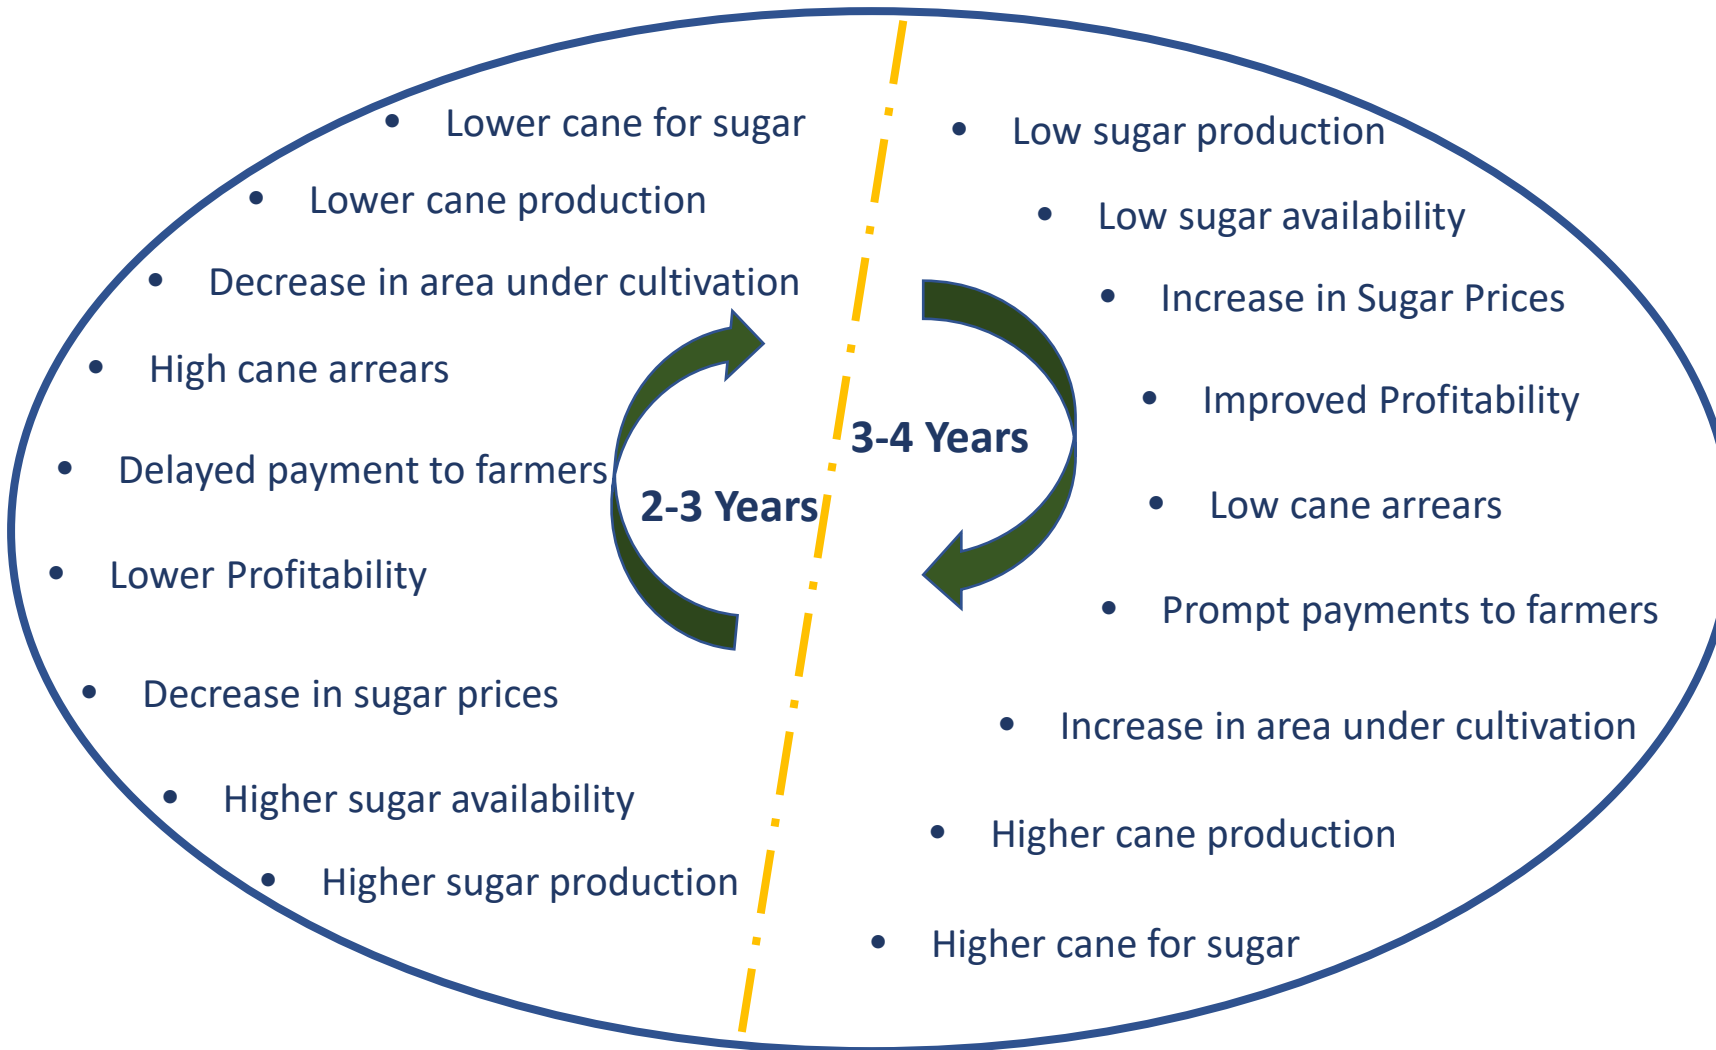 Lower cane for sugar
Lower cane production
Decrease in area under cultivation
High cane arrears
Delayed payment to farmers
Lower Profitability
Decrease in sugar prices
Higher sugar availability
Higher sugar production
2-3 Years
3-4 Years
Low sugar production
Low sugar availability
Increase in Sugar Prices
Improved Profitability
Low cane arrears
Prompt payments to farmers
Increase in area under cultivation
Higher cane production
Higher cane for sugar